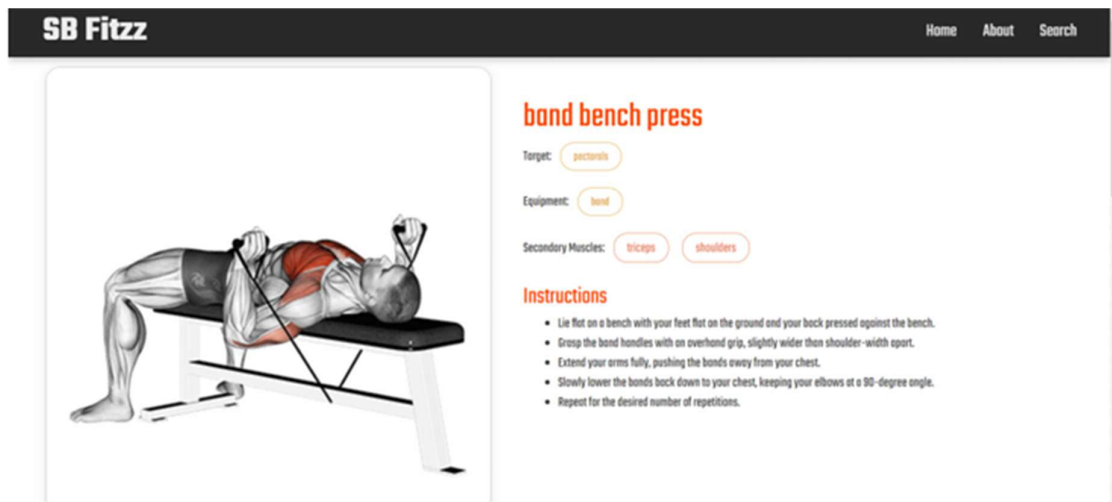 SB Fitzz
Home About Search
band bench press
Target: pectorals
Equipment: band
Secondary Muscles: triceps shoulders
Instructions
Lie flat on a bench with your feet flat on the ground and your back pressed against the bench.
Grasp the band handles with an overhand grip, slightly wider than shoulder-width apart.
Extend your arms fully, pushing the bands away from your chest.
Slowly lower the bands back down to your chest, keeping your elbows at a 90-degree angle.
Repeat for the desired number of repetitions.